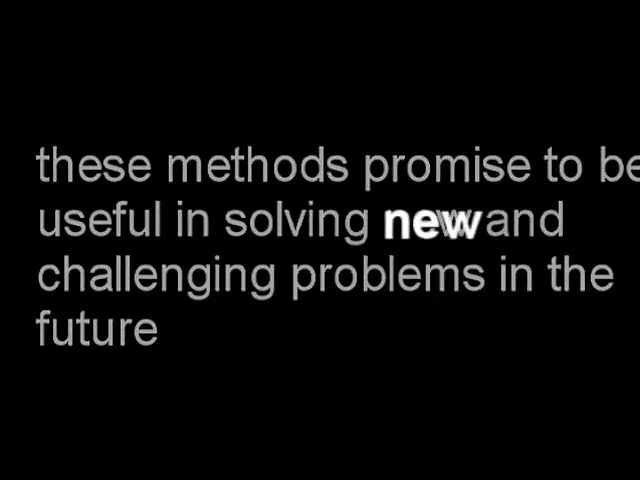 these methods promise to be
useful in solving new and
challenging problems in the
future